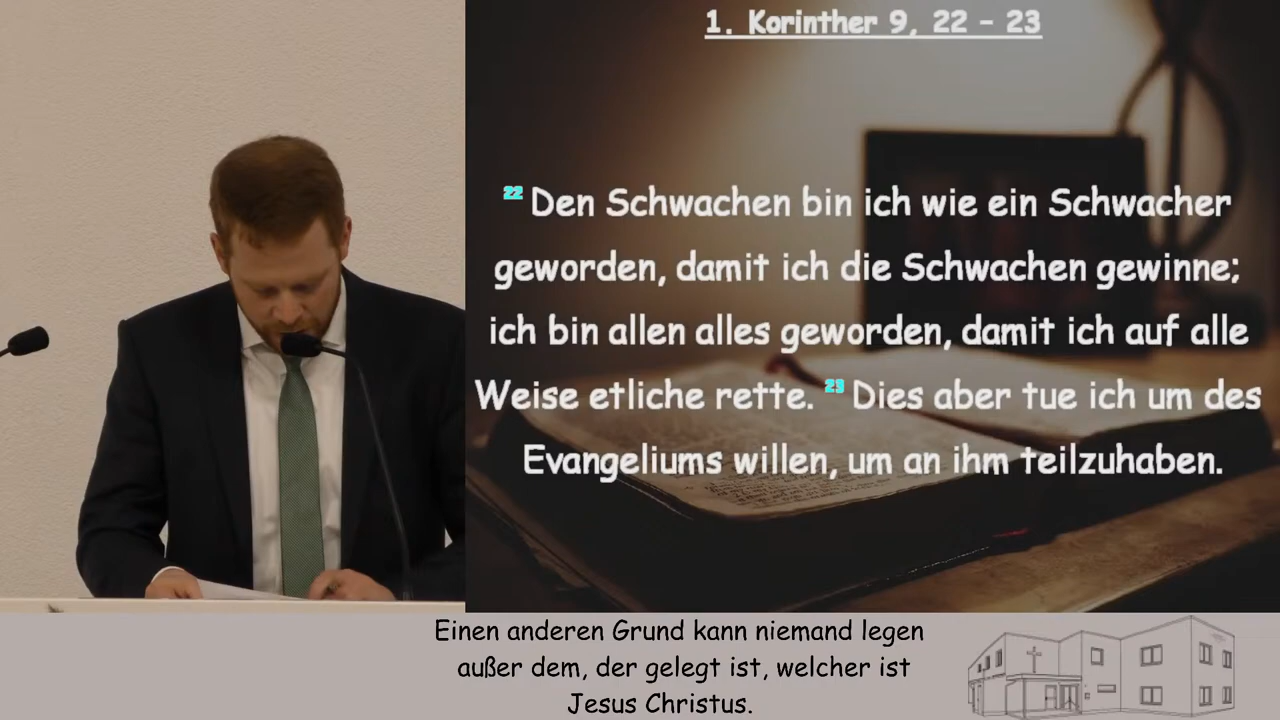 1. Korinther 9, 22 - 23
22 Den Schwachen bin ich wie ein Schwacher
geworden, damit ich die Schwachen gewinne;
ich bin allen alles geworden, damit ich auf alle
Weise etliche rette. 23 Dies aber tue ich um des
Evangeliums willen, um an ihm teilzuhaben.
Einen anderen Grund kann niemand legen
außer dem, der gelegt ist, welcher ist
Jesus Christus.